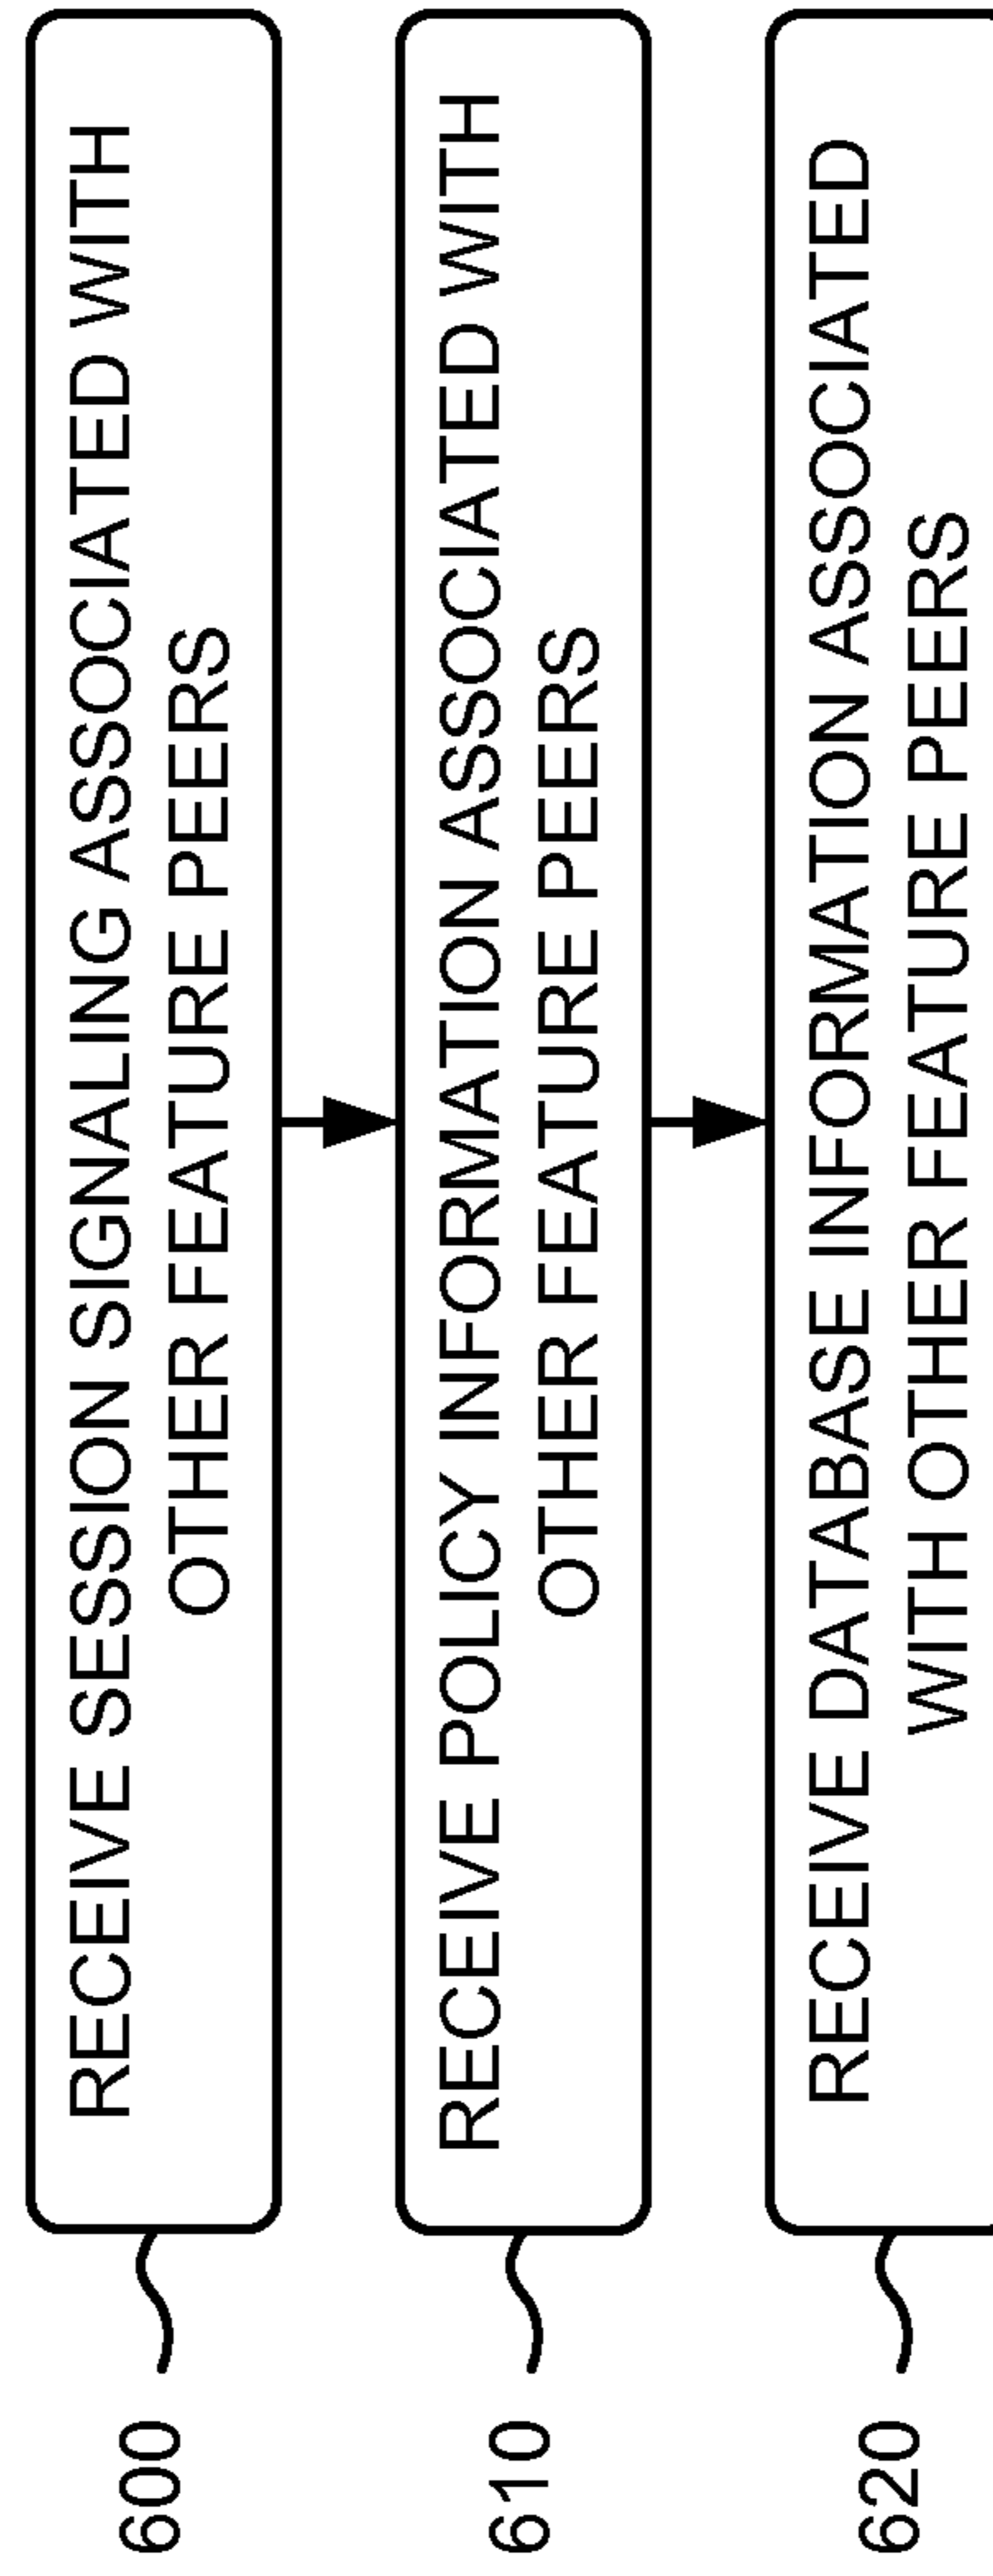 600
RECEIVE SESSION SIGNALING ASSOCIATED WITH
OTHER FEATURE PEERS
610
RECEIVE POLICY INFORMATION ASSOCIATED WITH
OTHER FEATURE PEERS
620
RECEIVE DATABASE INFORMATION ASSOCIATED
WITH OTHER FEATURE PEERS